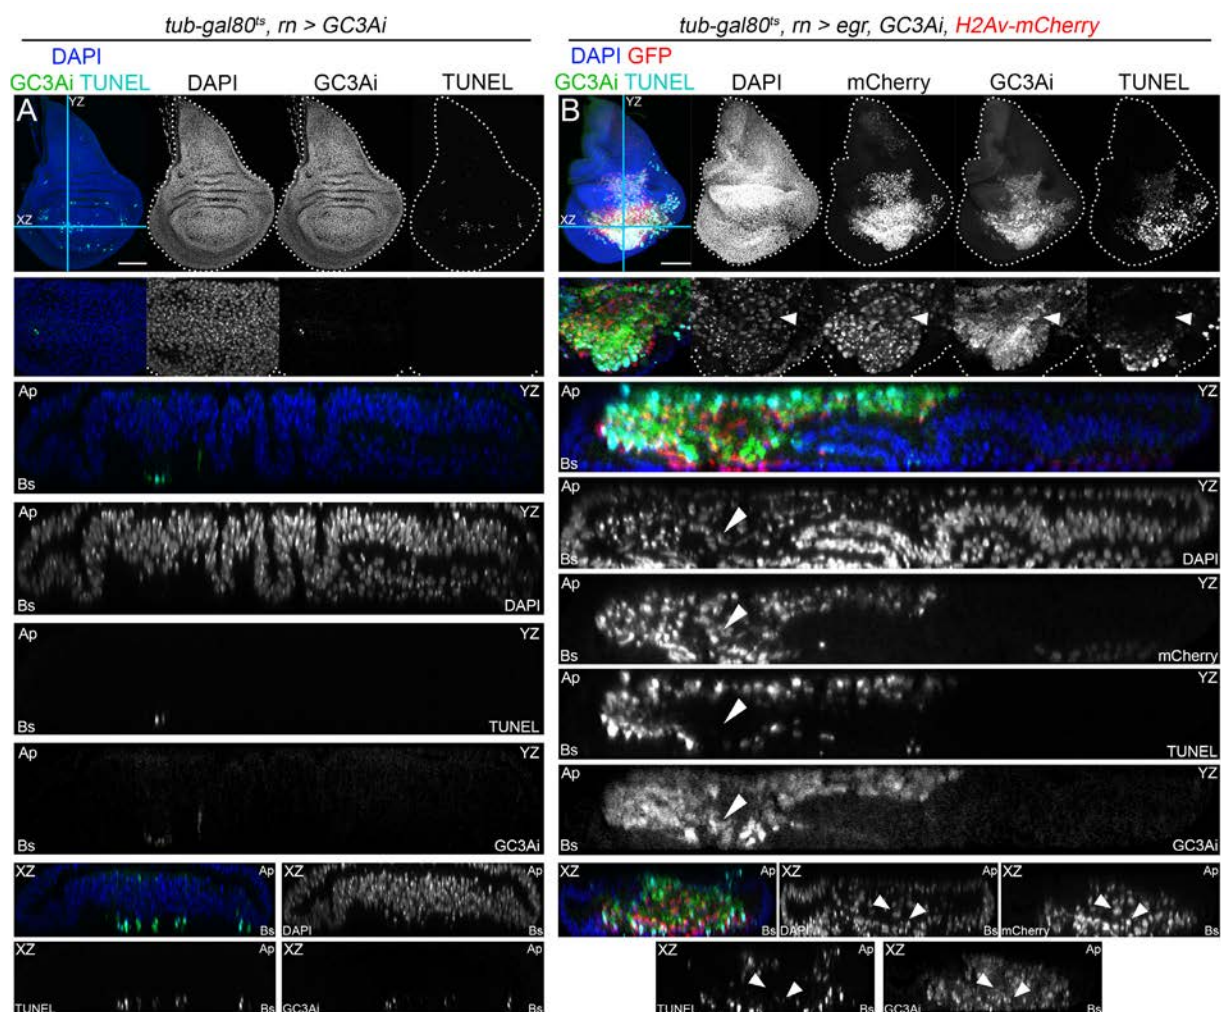 tub-gal80ts, rn > GC3Ai
DAPI
GC3Ai TUNEL DAPI GC3Ai TUNEL
A
YZ
XZ
Ap YZ
Bs
Ap YZ
Bs DAPI
Ap YZ
Bs TUNEL
Ap YZ
Bs GC3Ai
XZ Ap
Bs
XZ Ap
DAPI Bs
XZ Ap
TUNEL Bs
XZ Ap
GC3Ai Bs
tub-gal80ts, rn > egr, GC3Ai, H2Av-mCherry
DAPI GFP
GC3Ai TUNEL DAPI mCherry GC3Ai TUNEL
B
YZ
XZ
Ap YZ
Bs
Ap YZ
Bs DAPI
Ap YZ
Bs mCherry
Ap YZ
Bs TUNEL
Ap YZ
Bs GC3Ai
XZ Ap
Bs
XZ Ap
DAPI Bs
XZ Ap
mCherry Bs
XZ Ap
TUNEL Bs
XZ Ap
GC3Ai Bs